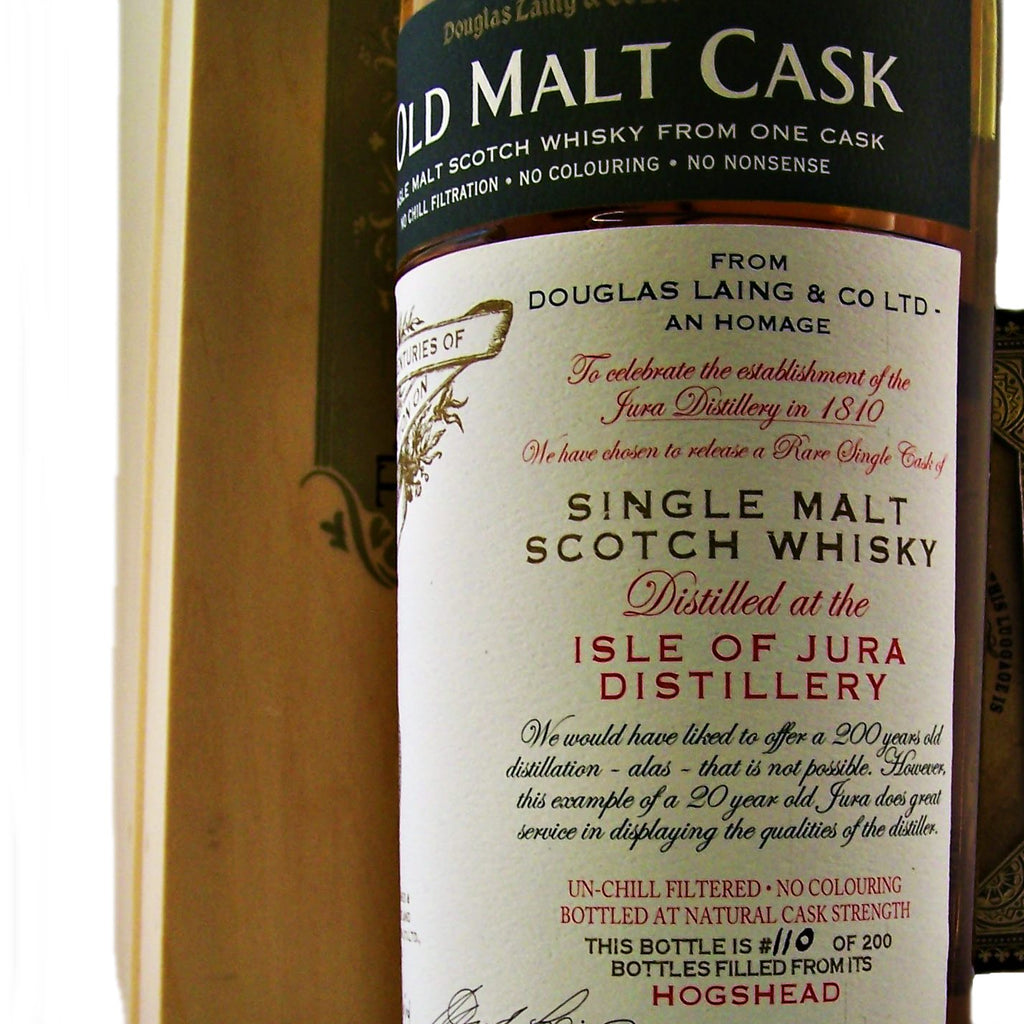 Douglas Laing & Co
OLD MALT CASK
MALT SCOTCH WHISKY FROM ONE CASK
NO CHILL FILTRATION • NO COLOURING • NO NONSENSE
FROM
DOUGLAS LAING & CO LTD -
AN HOMAGE
OF
ON
To celebrate the establishment of the
Jura Distillery in 1810
We have chosen to release a Rare Single Cask of
SINGLE MALT
SCOTCH WHISKY
Distilled at the
ISLE OF JURA
DISTILLERY
We would have liked to offer a 200 years old
distillation - alas - that is not possible. However,
this example of a 20 year old Jura does great
service in displaying the qualities of the distiller.
UN-CHILL FILTERED • NO COLOURING
BOTTLED AT NATURAL CASK STRENGTH
THIS BOTTLE IS #110 OF 200
BOTTLES FILLED FROM ITS
HOGSHEAD